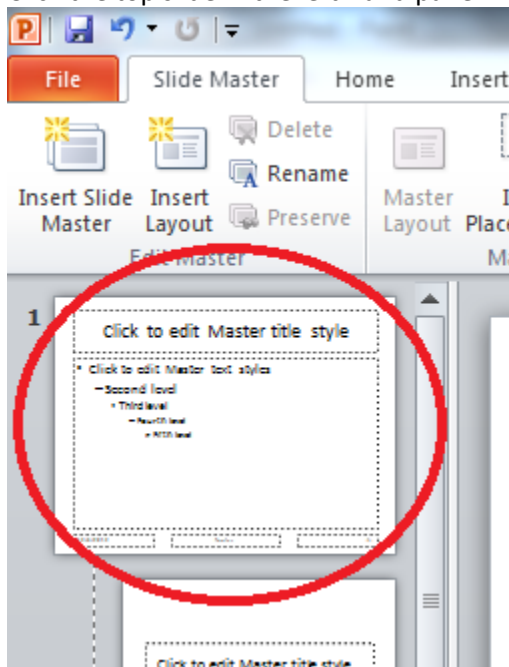 P
File Slide Master Home Insert
Delete
Rename
Insert Slide Insert Master
Master Layout Preserve Layout
Edit Master
1
Click to edit Master title style
• Click to edit Master text styles
– Second level
• Third level
– Fourth level
» Fifth level
Click to edit Master title style